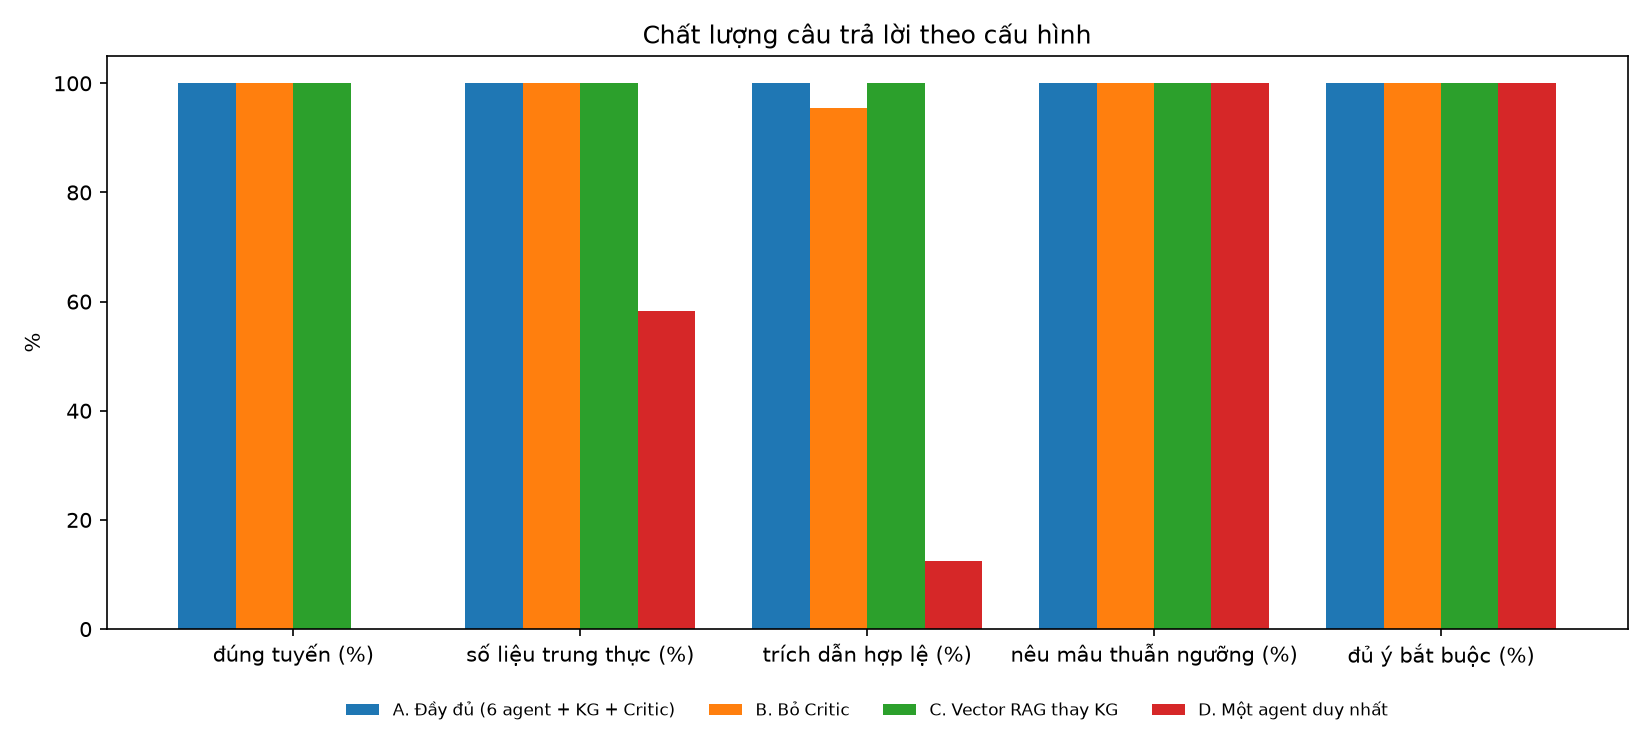 Chất lượng câu trả lời theo cấu hình
100
80
60
40
20
0
%
đúng tuyến (%)
số liệu trung thực (%)
trích dẫn hợp lệ (%)
nêu mâu thuẫn ngưỡng (%)
đủ ý bắt buộc (%)
A. Đầy đủ (6 agent + KG + Critic)
B. Bỏ Critic
C. Vector RAG thay KG
D. Một agent duy nhất